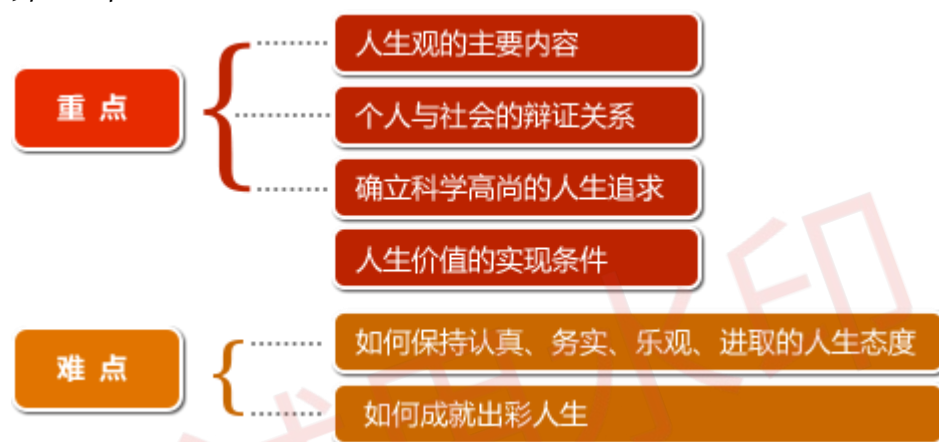 重点
人生观的主要内容
个人与社会的辩证关系
确立科学高尚的人生追求
人生价值的实现条件
难点
如何保持认真、务实、乐观、进取的人生态度
如何成就出彩人生
水印